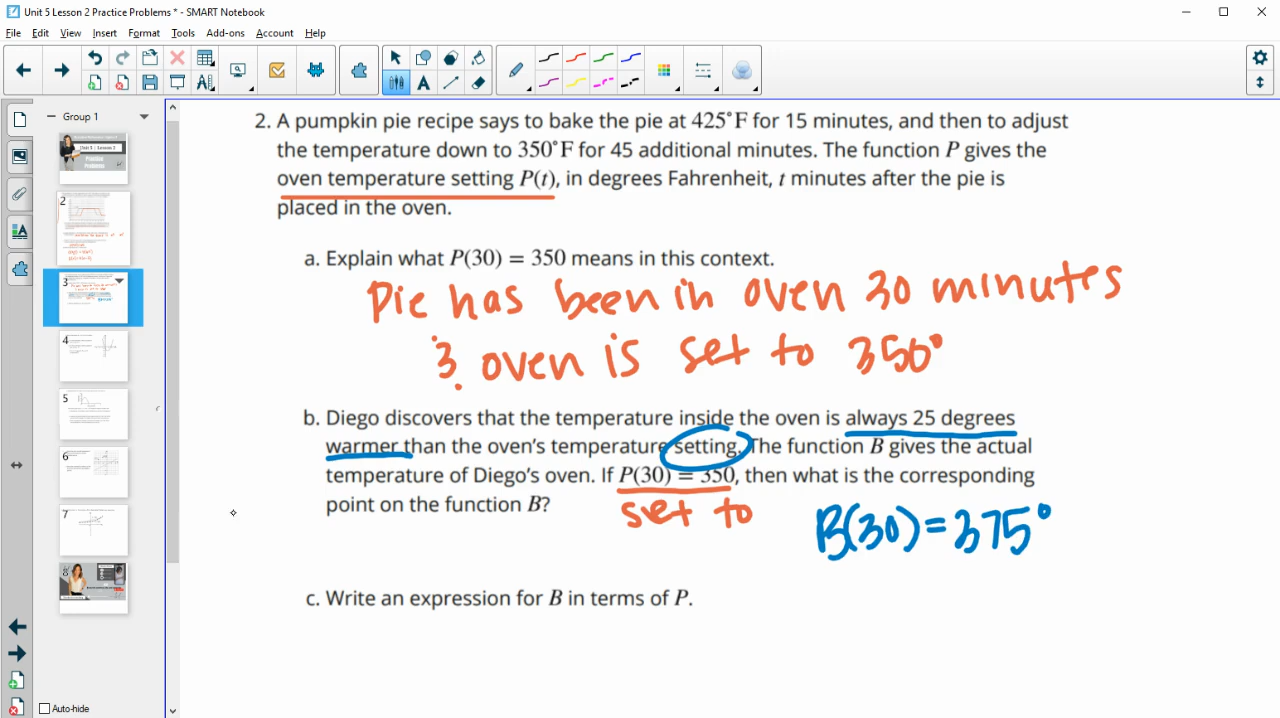 Unit 5 Lesson 2 Practice Problems * - SMART Notebook
File Edit View Insert Format Tools Add-ons Account Help
Group 1
2
3
4
5
6
7
Auto-hide
2. A pumpkin pie recipe says to bake the pie at 425°F for 15 minutes, and then to adjust
the temperature down to 350°F for 45 additional minutes. The function P gives the
oven temperature setting P(t), in degrees Fahrenheit, t minutes after the pie is
placed in the oven.
a. Explain what P(30) = 350 means in this context.
Pie has been in oven 30 minutes
& oven is set to 350°
b. Diego discovers that the temperature inside the oven is always 25 degrees
warmer than the oven's temperature setting. The function B gives the actual
temperature of Diego's oven. If P(30) = 350, then what is the corresponding
point on the function B?
set to
B(30)=375°
c. Write an expression for B in terms of P.